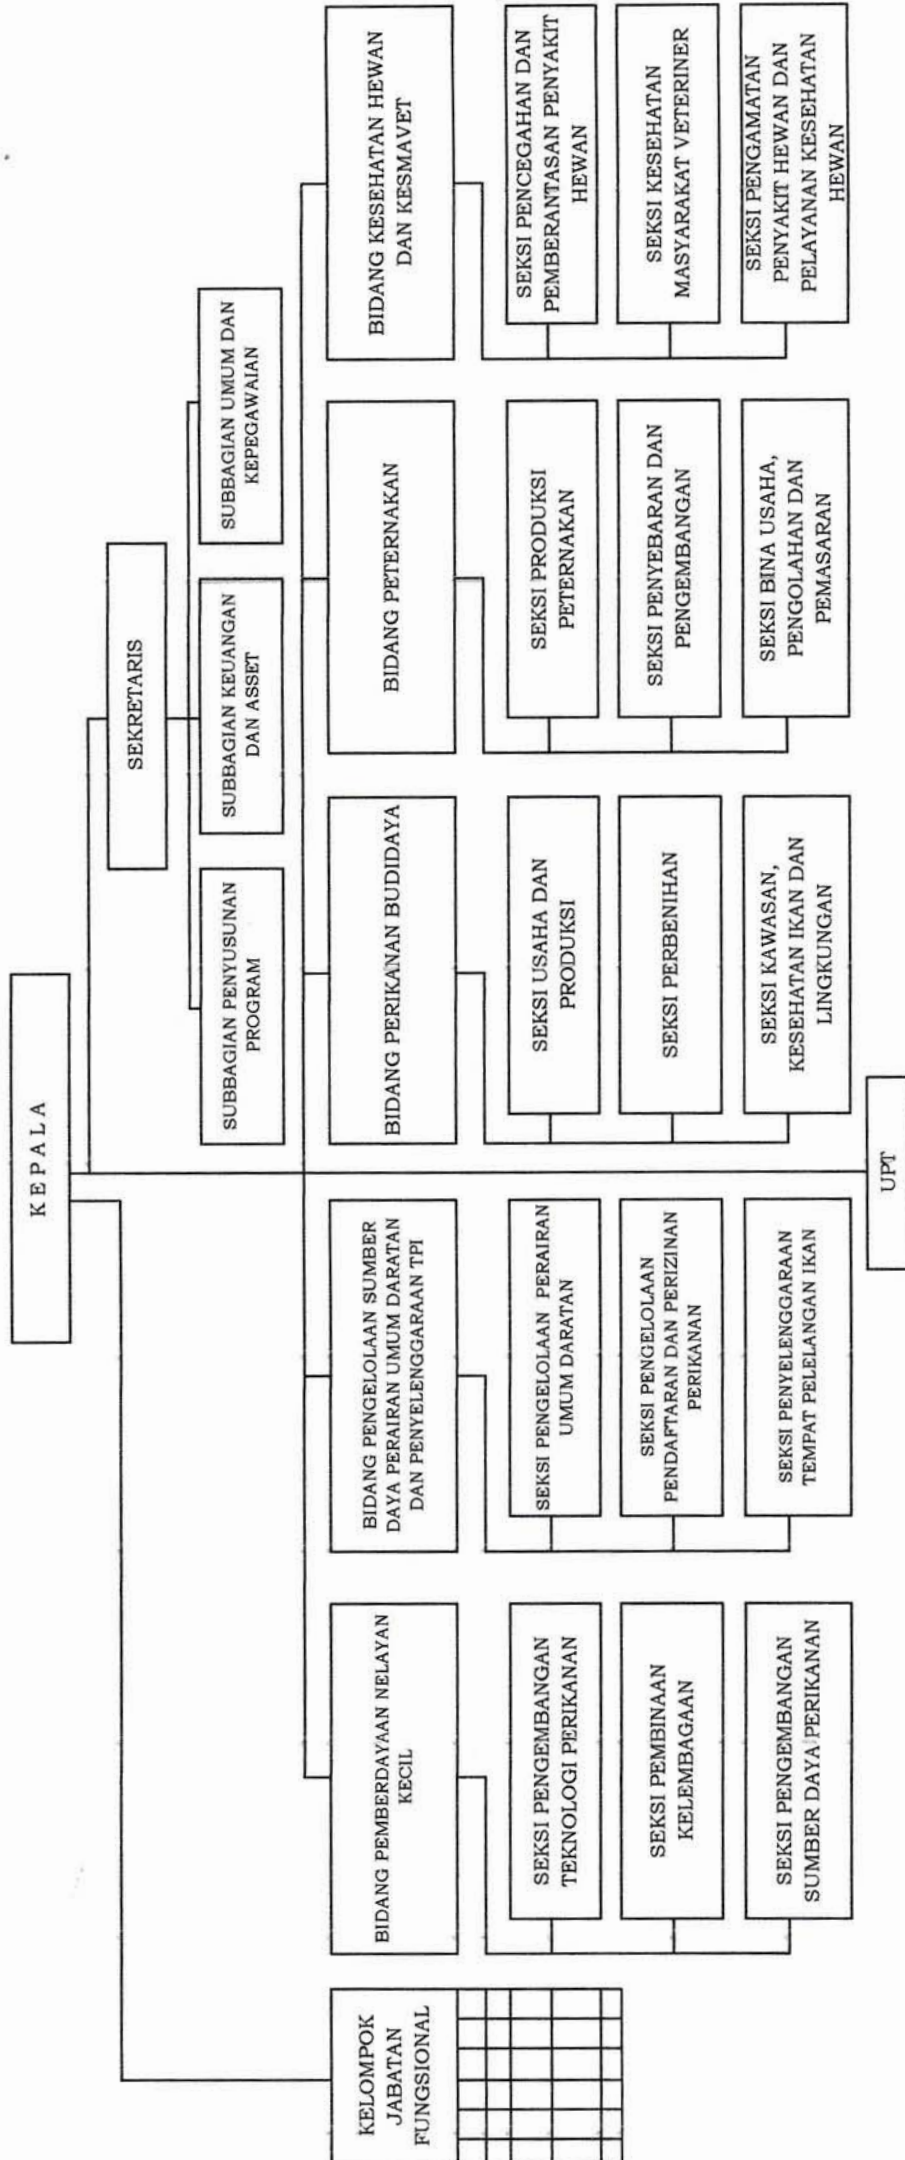 K E P A L A
SEKRETARIS
SUBBAGIAN PENYUSUNAN
PROGRAM
SUBBAGIAN KEUANGAN
DAN ASSET
SUBBAGIAN UMUM DAN
KEPEGAWAIAN
KELOMPOK
JABATAN
FUNGSIONAL
BIDANG PEMBERDAYAAN NELAYAN
KECIL
SEKSI PENGEMBANGAN
TEKNOLOGI PERIKANAN
SEKSI PEMBINAAN
KELEMBAGAAN
SEKSI PENGEMBANGAN
SUMBER DAYA PERIKANAN
BIDANG PENGELOLAAN SUMBER
DAYA PERAIRAN UMUM DARATAN
DAN PENYELENGGARAAN TPI
SEKSI PENGELOLAAN PERAIRAN
UMUM DARATAN
SEKSI PENGELOLAAN
PENDAFTARAN DAN PERIZINAN
PERIKANAN
SEKSI PENYELENGGARAAN
TEMPAT PELELANGAN IKAN
BIDANG PERIKANAN BUDIDAYA
SEKSI USAHA DAN
PRODUKSI
SEKSI PERBENIHAN
SEKSI KAWASAN,
KESEHATAN IKAN DAN
LINGKUNGAN
BIDANG PETERNAKAN
SEKSI PRODUKSI
PETERNAKAN
SEKSI PENYEBARAN DAN
PENGEMBANGAN
SEKSI BINA USAHA,
PENGOLAHAN DAN
PEMASARAN
BIDANG KESEHATAN HEWAN
DAN KESMAVET
SEKSI PENCEGAHAN DAN
PEMBERANTASAN PENYAKIT
HEWAN
SEKSI KESEHATAN
MASYARAKAT VETERINER
SEKSI PENGAMATAN
PENYAKIT HEWAN DAN
PELAYANAN KESEHATAN
HEWAN
UPT